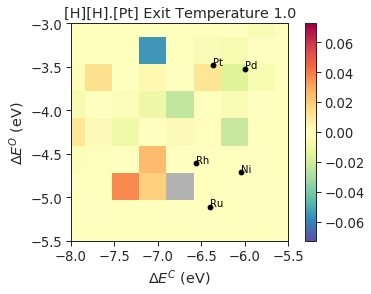 [H][H].[Pt] Exit Temperature 1.0
−3.0
−3.5
−4.0
−4.5
−5.0
−5.5
ΔE^O (eV)
−8.0 −7.5 −7.0 −6.5 −6.0 −5.5
ΔE^C (eV)
Pt
Pd
Rh
Ni
Ru
0.06
0.04
0.02
0.00
−0.02
−0.04
−0.06